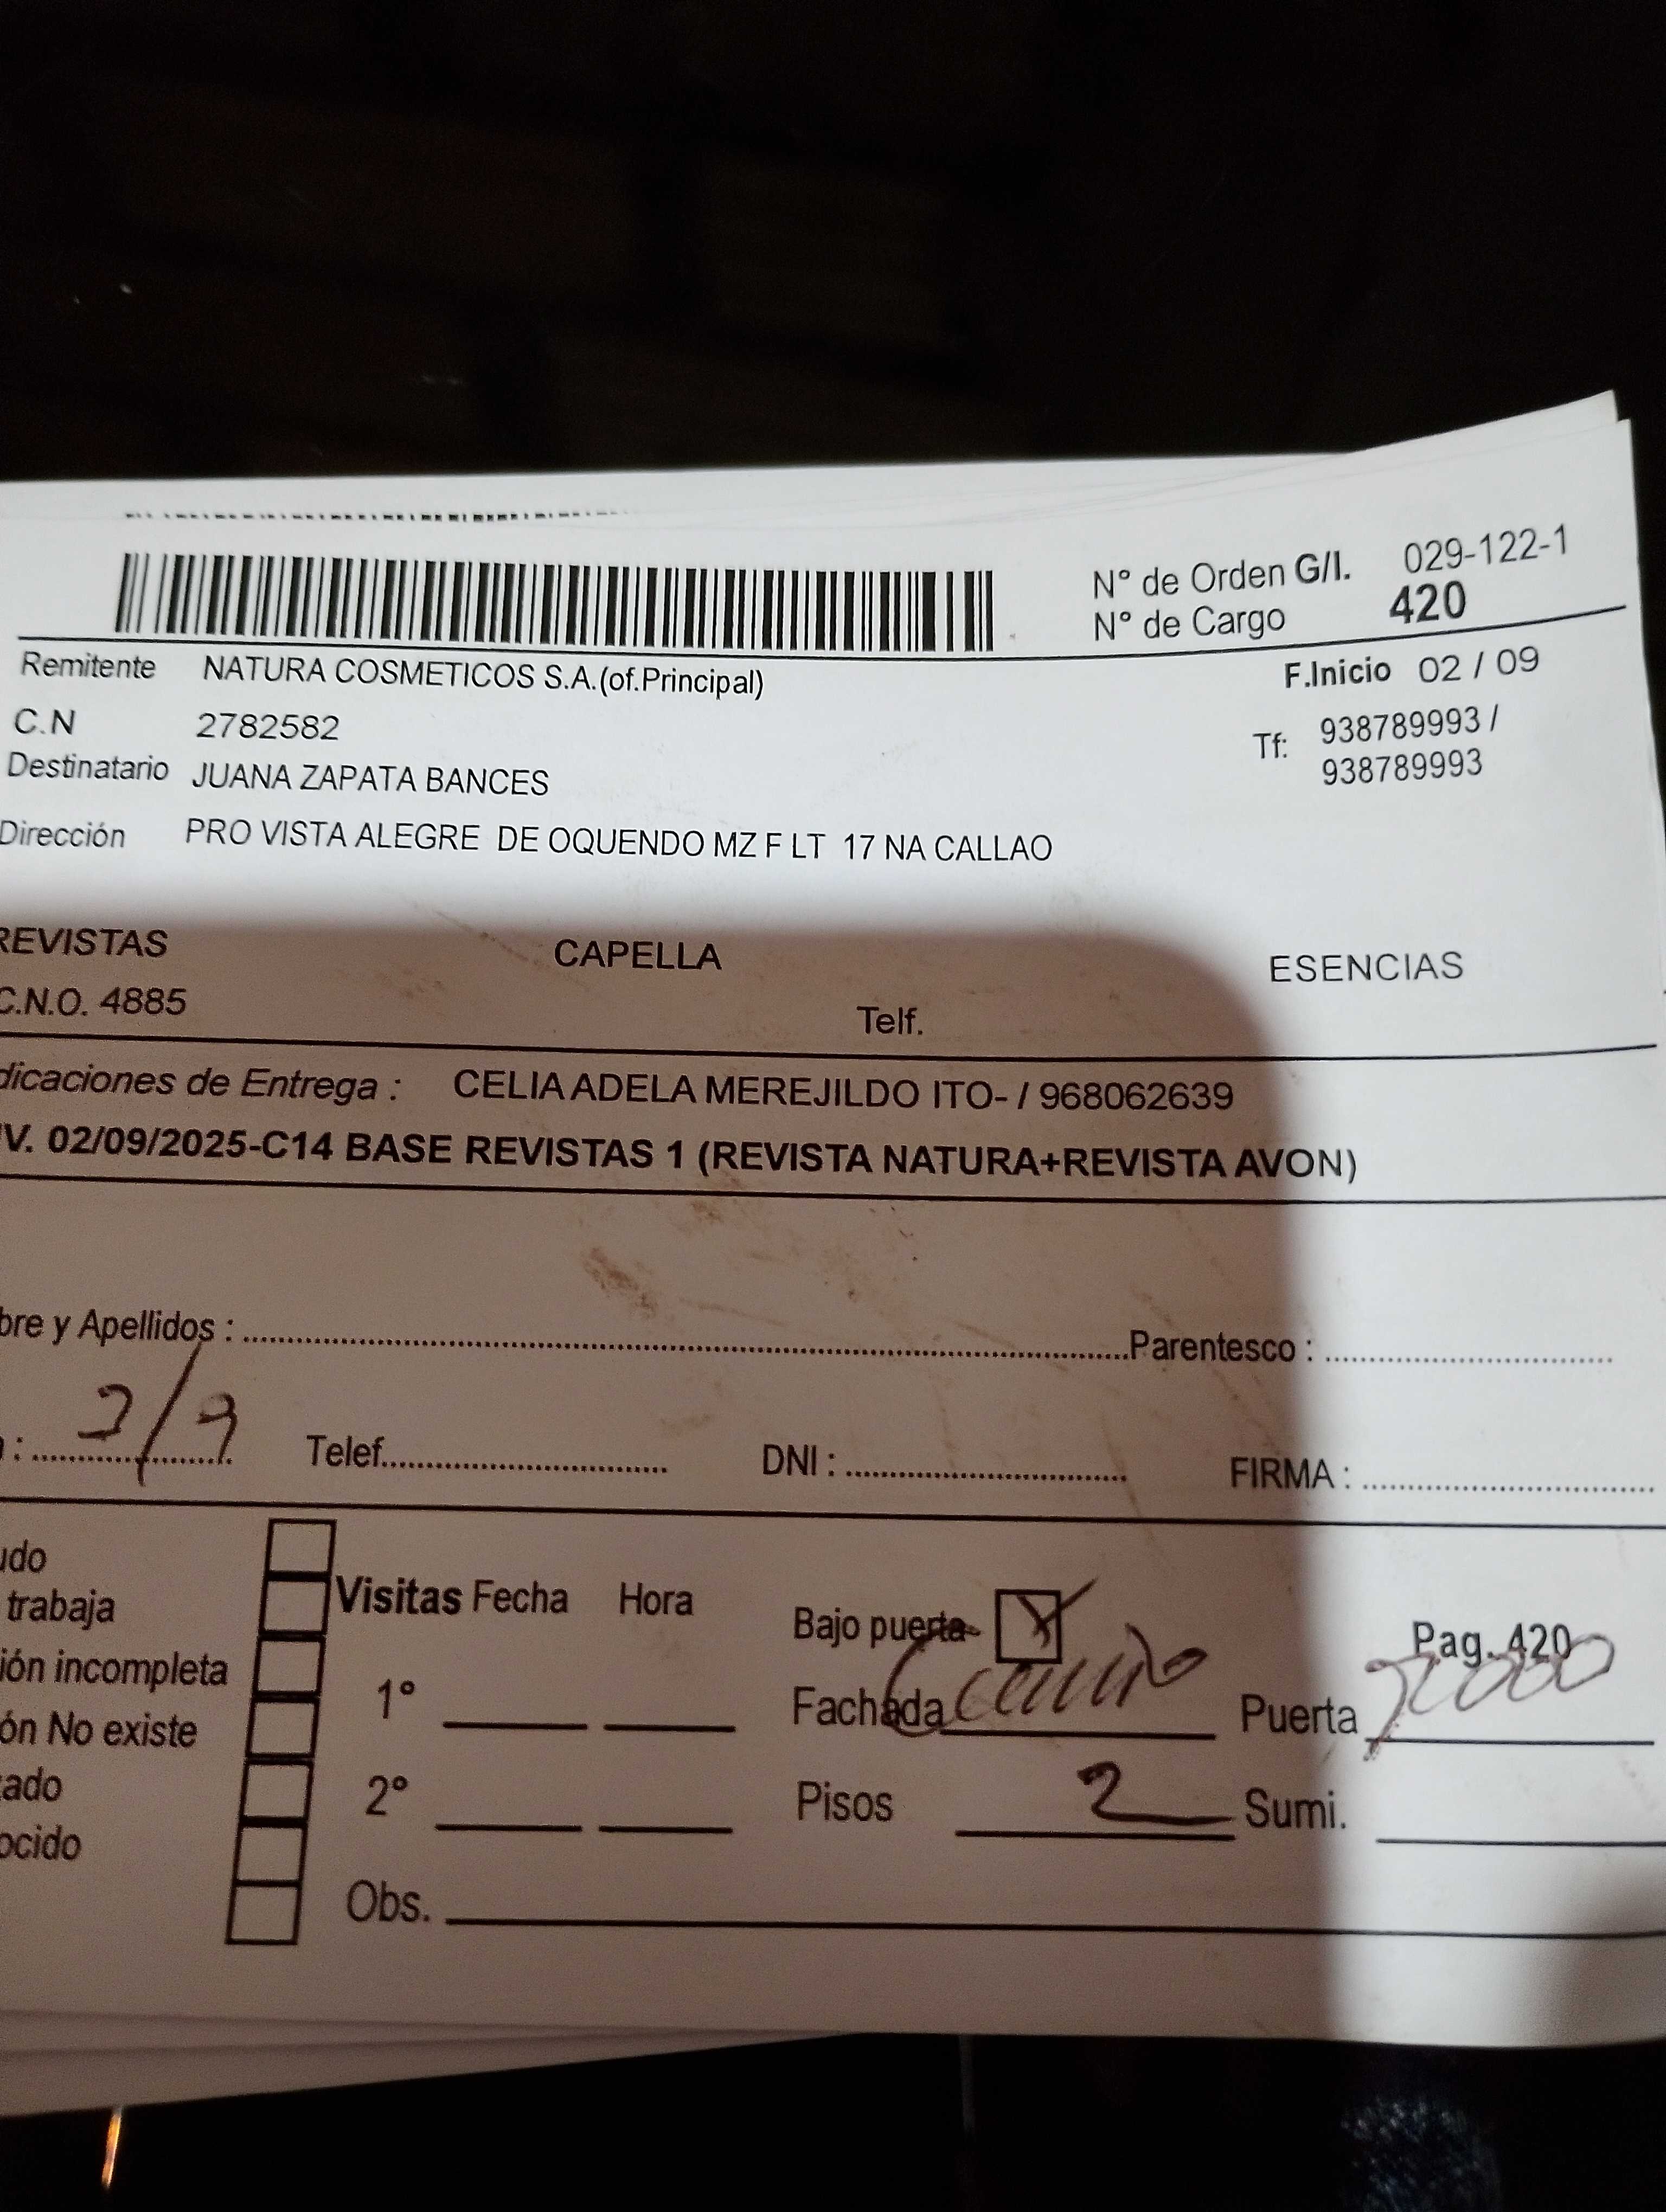 N° de Orden G/I. 029-122-1
N° de Cargo 420
Remitente NATURA COSMETICOS S.A.(of.Principal)
F.Inicio 02 / 09
C.N 2782582
Tf: 938789993 /
938789993
Destinatario JUANA ZAPATA BANCES
Dirección PRO VISTA ALEGRE DE OQUENDO MZ F LT 17 NA CALLAO
REVISTAS CAPELLA ESENCIAS
C.N.O. 4885 Telf.
dicaciones de Entrega : CELIA ADELA MEREJILDO ITO- / 968062639
V. 02/09/2025-C14 BASE REVISTAS 1 (REVISTA NATURA+REVISTA AVON)
bre y Apellidos : Parentesco :
Telef. DNI : FIRMA :
udo
trabaja
Visitas Fecha Hora
Bajo puerta X
Pag. 420
ión incompleta
1°
Fachada
Puerta
ón No existe
ado
2°
Pisos 2
Sumi.
ocido
Obs.